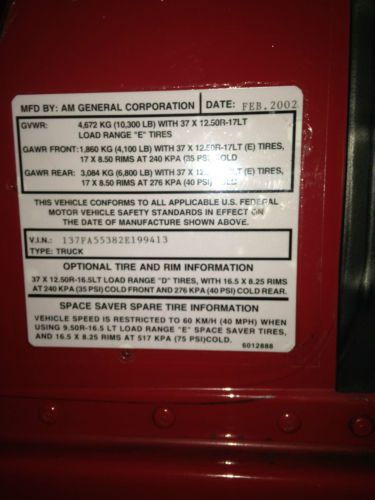 MFD BY: AM GENERAL CORPORATION DATE: FEB. 2002
GVWR: 4,672 KG (10,300 LB) WITH 37 X 12.50R-17LT
LOAD RANGE "E" TIRES
GAWR FRONT: 1,860 KG (4,100 LB) WITH 37 X 12.50R-17LT (E) TIRES,
17 X 8.50 RIMS AT 240 KPA (35 PSI) COLD
GAWR REAR: 3,084 KG (6,800 LB) WITH 37 X 12.50R-17LT (E) TIRES,
17 X 8.50 RIMS AT 276 KPA (40 PSI) COLD
THIS VEHICLE CONFORMS TO ALL APPLICABLE U.S. FEDERAL
MOTOR VEHICLE SAFETY STANDARDS IN EFFECT ON
THE DATE OF MANUFACTURE SHOWN ABOVE.
V.I.N.: 137FA55382E199413
TYPE: TRUCK
OPTIONAL TIRE AND RIM INFORMATION
37 X 12.50R-16.5LT LOAD RANGE "D" TIRES, WITH 16.5 X 8.25 RIMS
AT 240 KPA (35 PSI) COLD FRONT AND 276 KPA (40 PSI) COLD REAR.
SPACE SAVER SPARE TIRE INFORMATION
VEHICLE SPEED IS RESTRICTED TO 60 KM/H (40 MPH) WHEN
USING 9.50R-16.5 LT LOAD RANGE "E" SPACE SAVER TIRES,
AND 16.5 X 8.25 RIMS AT 517 KPA (75 PSI)COLD.
6012888